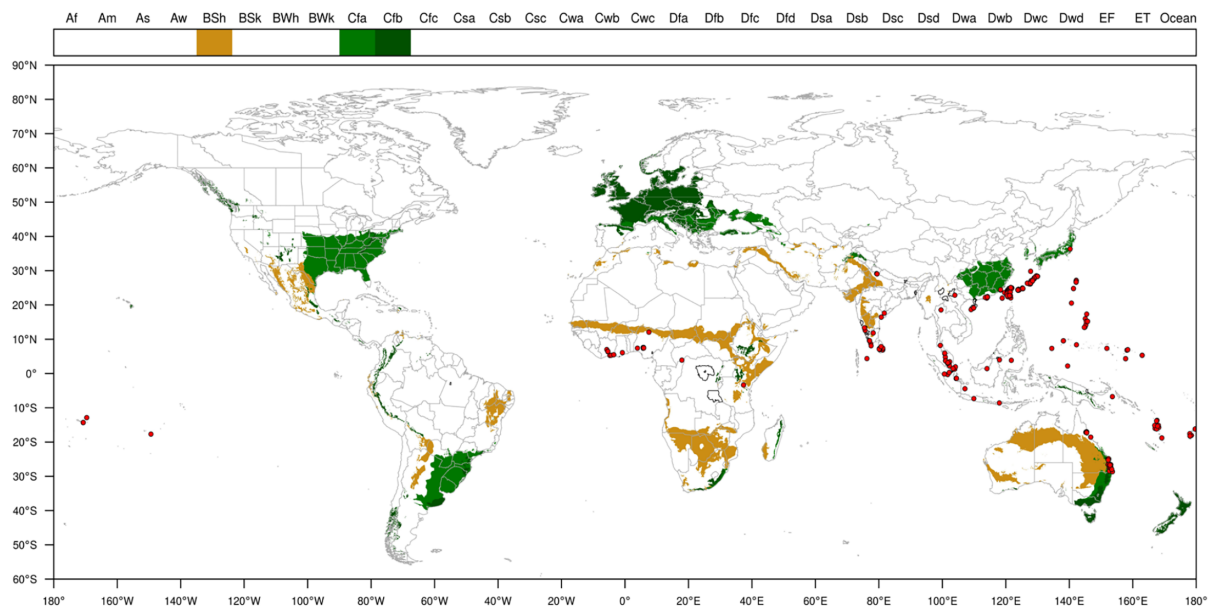 Af Am As Aw BSh BSk BWh BWk Cfa Cfb Cfc Csa Csb Csc Cwa Cwb Cwc Dfa Dfb Dfc Dfd Dsa Dsb Dsc Dsd Dwa Dwb Dwc Dwd EF ET Ocean
90°N
80°N
70°N
60°N
50°N
40°N
30°N
20°N
10°N
0°
10°S
20°S
30°S
40°S
50°S
60°S
180° 160°W 140°W 120°W 100°W 80°W 60°W 40°W 20°W 0° 20°E 40°E 60°E 80°E 100°E 120°E 140°E 160°E 180°